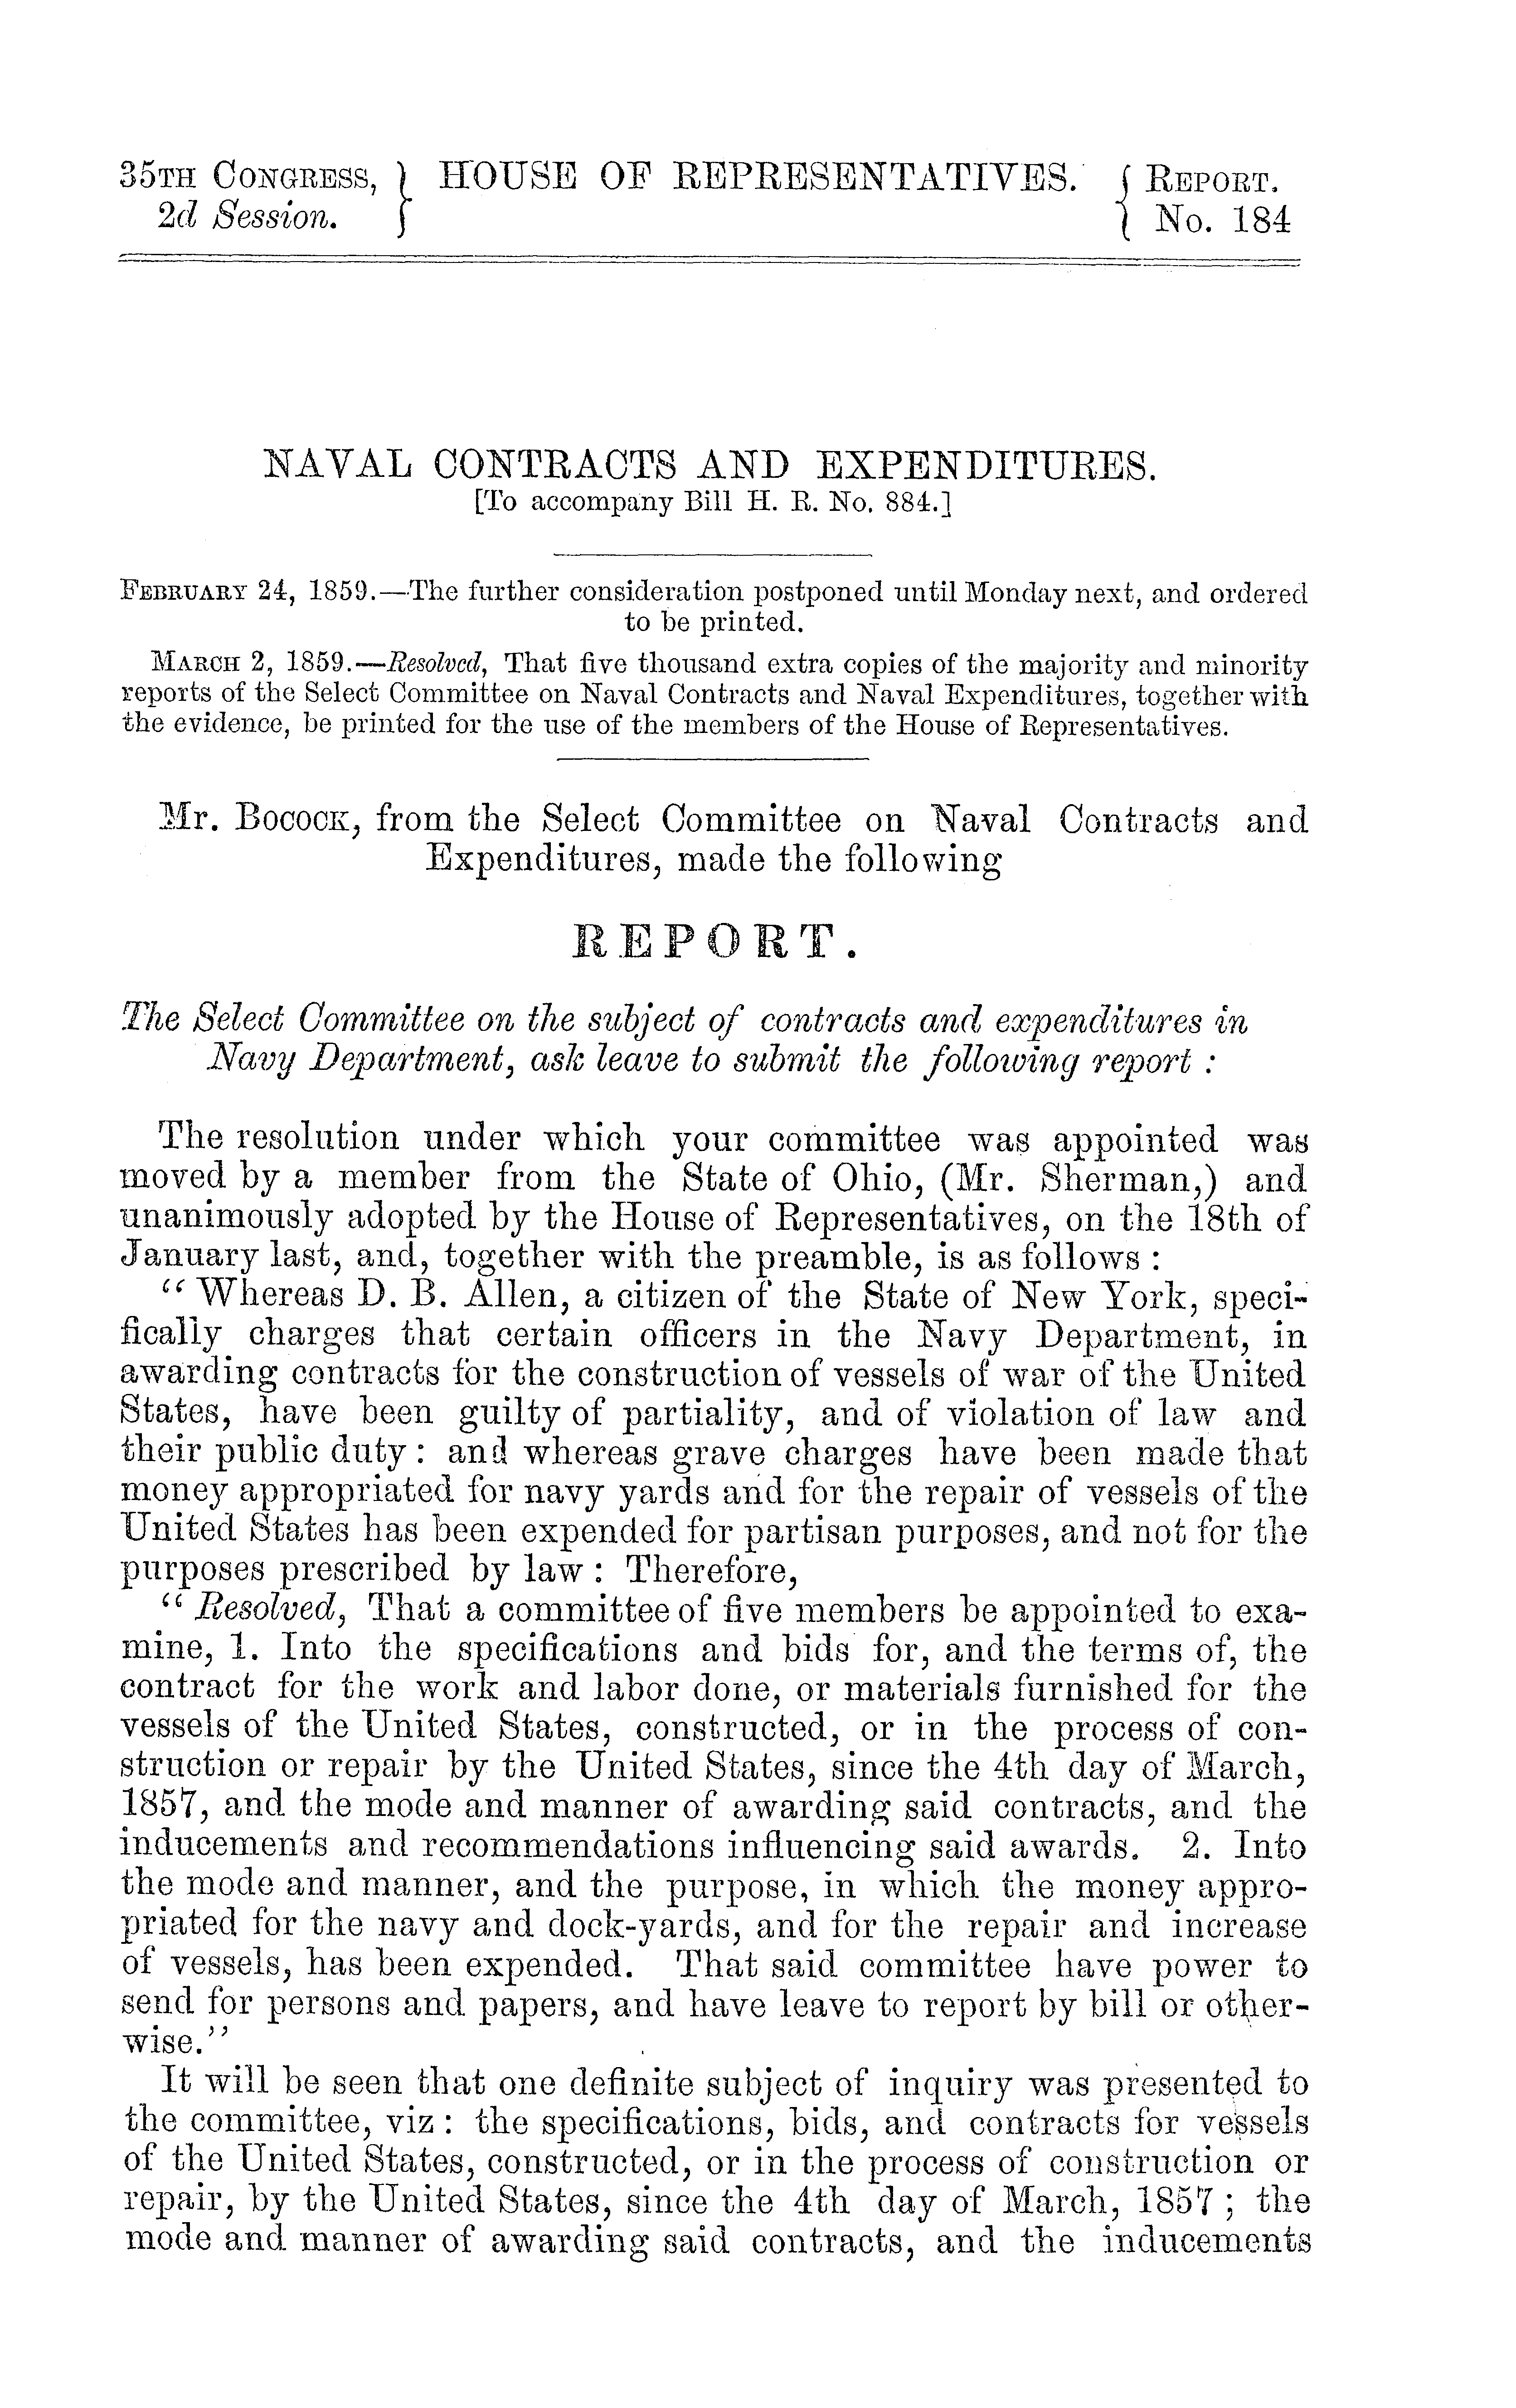 35TH CONGRESS, } HOUSE OF REPRESENTATIVES. { REPORT.
2d Session. } { No. 184
NAVAL CONTRACTS AND EXPENDITURES.
[To accompany Bill H. R. No. 884.]
FEBRUARY 24, 1859.—The further consideration postponed until Monday next, and ordered
to be printed.
MARCH 2, 1859.—Resolved, That five thousand extra copies of the majority and minority
reports of the Select Committee on Naval Contracts and Naval Expenditures, together with
the evidence, be printed for the use of the members of the House of Representatives.
Mr. BOCOCK, from the Select Committee on Naval Contracts and
Expenditures, made the following
REPORT.
The Select Committee on the subject of contracts and expenditures in
Navy Department, ask leave to submit the following report :
The resolution under which your committee was appointed was
moved by a member from the State of Ohio, (Mr. Sherman,) and
unanimously adopted by the House of Representatives, on the 18th of
January last, and, together with the preamble, is as follows :
“ Whereas D. B. Allen, a citizen of the State of New York, speci-
fically charges that certain officers in the Navy Department, in
awarding contracts for the construction of vessels of war of the United
States, have been guilty of partiality, and of violation of law and
their public duty : and whereas grave charges have been made that
money appropriated for navy yards and for the repair of vessels of the
United States has been expended for partisan purposes, and not for the
purposes prescribed by law : Therefore,
“ Resolved, That a committee of five members be appointed to exa-
mine, 1. Into the specifications and bids for, and the terms of, the
contract for the work and labor done, or materials furnished for the
vessels of the United States, constructed, or in the process of con-
struction or repair by the United States, since the 4th day of March,
1857, and the mode and manner of awarding said contracts, and the
inducements and recommendations influencing said awards. 2. Into
the mode and manner, and the purpose, in which the money appro-
priated for the navy and dock-yards, and for the repair and increase
of vessels, has been expended. That said committee have power to
send for persons and papers, and have leave to report by bill or other-
wise.”
It will be seen that one definite subject of inquiry was presented to
the committee, viz : the specifications, bids, and contracts for vessels
of the United States, constructed, or in the process of construction or
repair, by the United States, since the 4th day of March, 1857 ; the
mode and manner of awarding said contracts, and the inducements